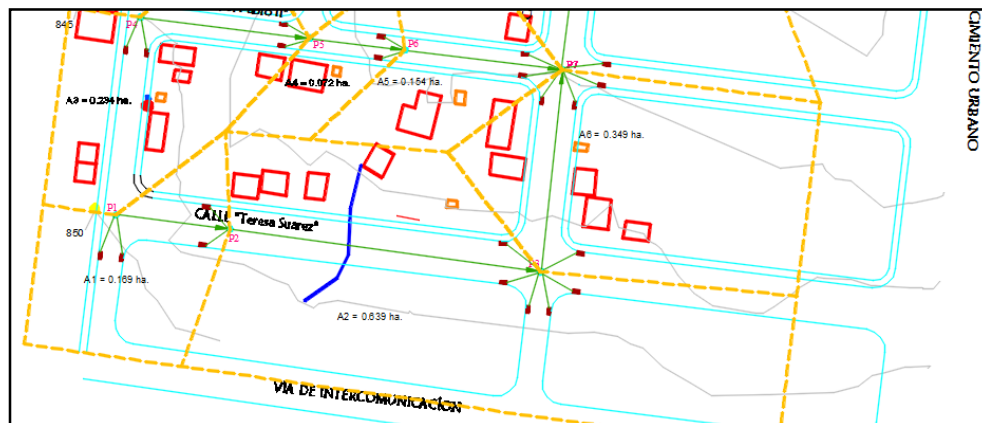 P4
845
P5
P6
P7
A4 = 0.072 ha.
A5 = 0.154 ha.
A3 = 0.294 ha.
A6 = 0.349 ha.
CIMIENTO URBANO
P1
CALLE "Teresa Suarez"
850
P2
P3
A1 = 0.169 ha.
A2 = 0.639 ha.
VIA DE INTERCOMUNICACÍON